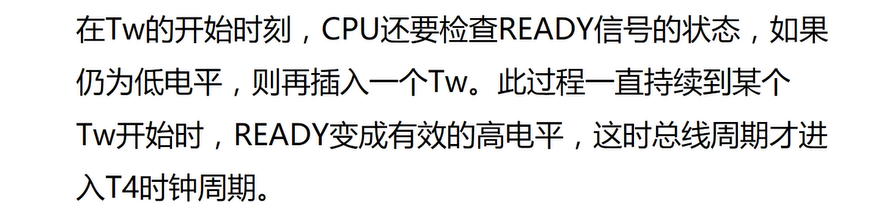 在Tw的开始时刻，CPU还要检查READY信号的状态，如果
仍为低电平，则再插入一个Tw。此过程一直持续到某个
Tw开始时，READY变成有效的高电平，这时总线周期才进
入T4时钟周期。